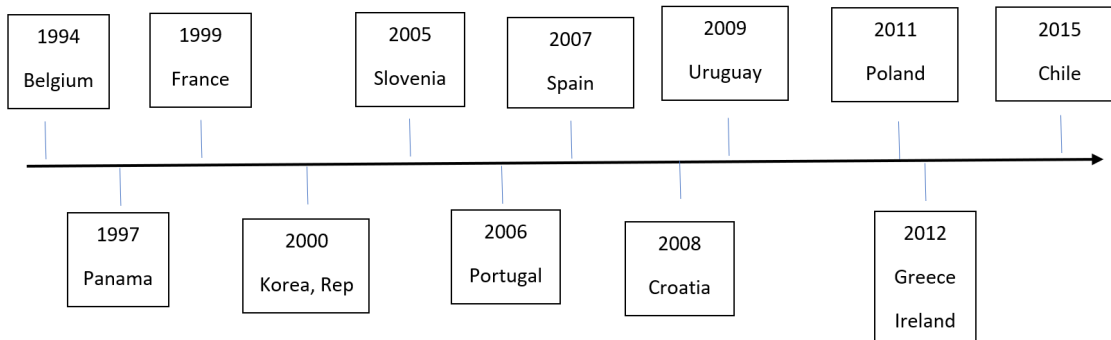 1994
Belgium
1999
France
2005
Slovenia
2007
Spain
2009
Uruguay
2011
Poland
2015
Chile
1997
Panama
2000
Korea, Rep
2006
Portugal
2008
Croatia
2012
Greece
Ireland